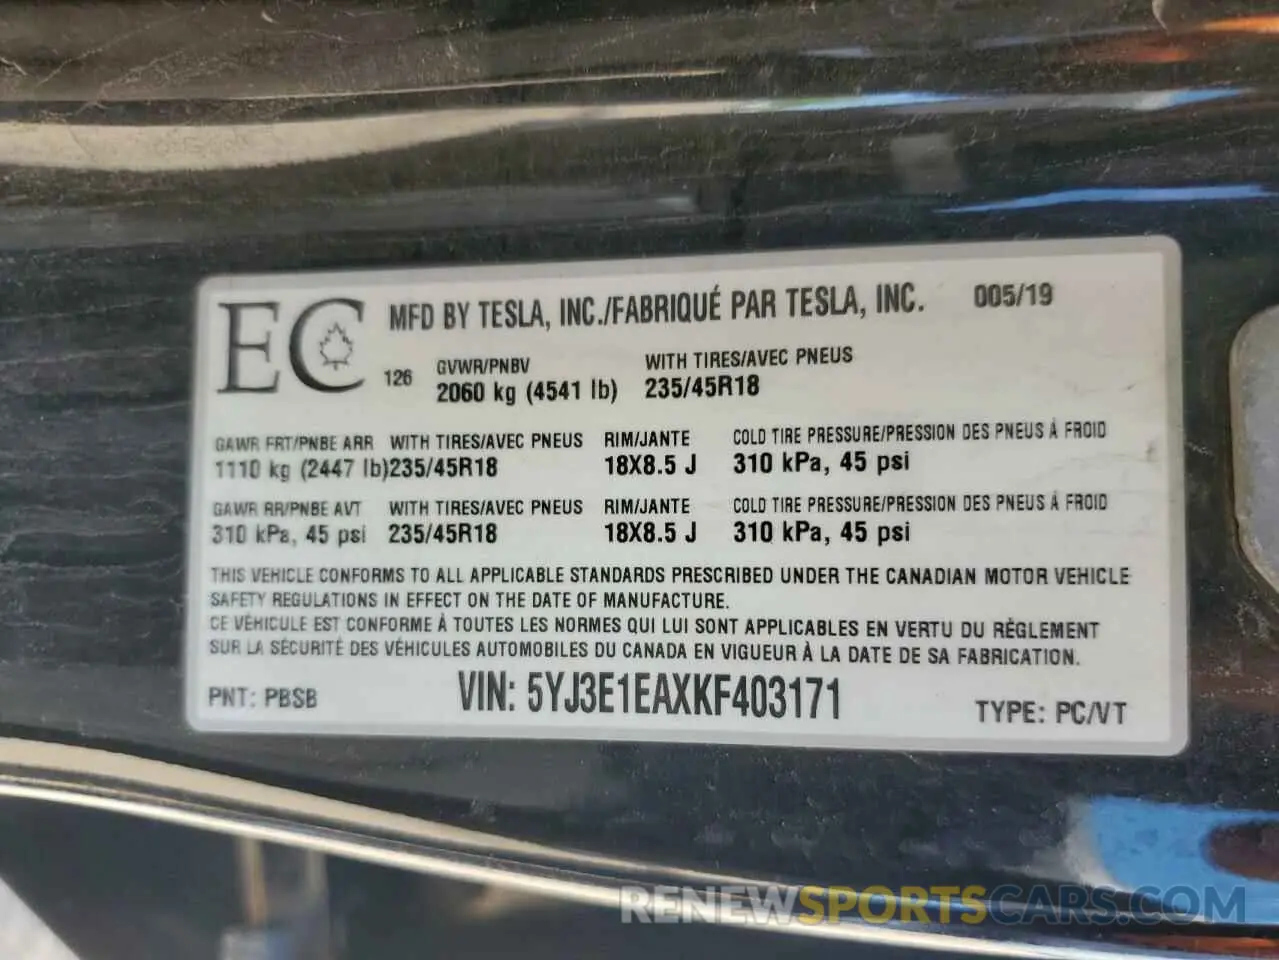 EC MFD BY TESLA, INC./FABRIQUÉ PAR TESLA, INC. 005/19
126 GVWR/PNBV WITH TIRES/AVEC PNEUS
2060 kg (4541 lb) 235/45R18
GAWR FRT/PNBE ARR WITH TIRES/AVEC PNEUS RIM/JANTE COLD TIRE PRESSURE/PRESSION DES PNEUS À FROID
1110 kg (2447 lb)235/45R18 18X8.5 J 310 kPa, 45 psi
GAWR RR/PNBE AVT WITH TIRES/AVEC PNEUS RIM/JANTE COLD TIRE PRESSURE/PRESSION DES PNEUS À FROID
310 kPa, 45 psi 235/45R18 18X8.5 J 310 kPa, 45 psi
THIS VEHICLE CONFORMS TO ALL APPLICABLE STANDARDS PRESCRIBED UNDER THE CANADIAN MOTOR VEHICLE
SAFETY REGULATIONS IN EFFECT ON THE DATE OF MANUFACTURE.
CE VÉHICULE EST CONFORME À TOUTES LES NORMES QUI LUI SONT APPLICABLES EN VERTU DU RÈGLEMENT
SUR LA SÉCURITÉ DES VÉHICULES AUTOMOBILES DU CANADA EN VIGUEUR À LA DATE DE SA FABRICATION.
PNT: PBSB VIN: 5YJ3E1EAXKF403171 TYPE: PC/VT
RENEWSPORTSCARS.COM